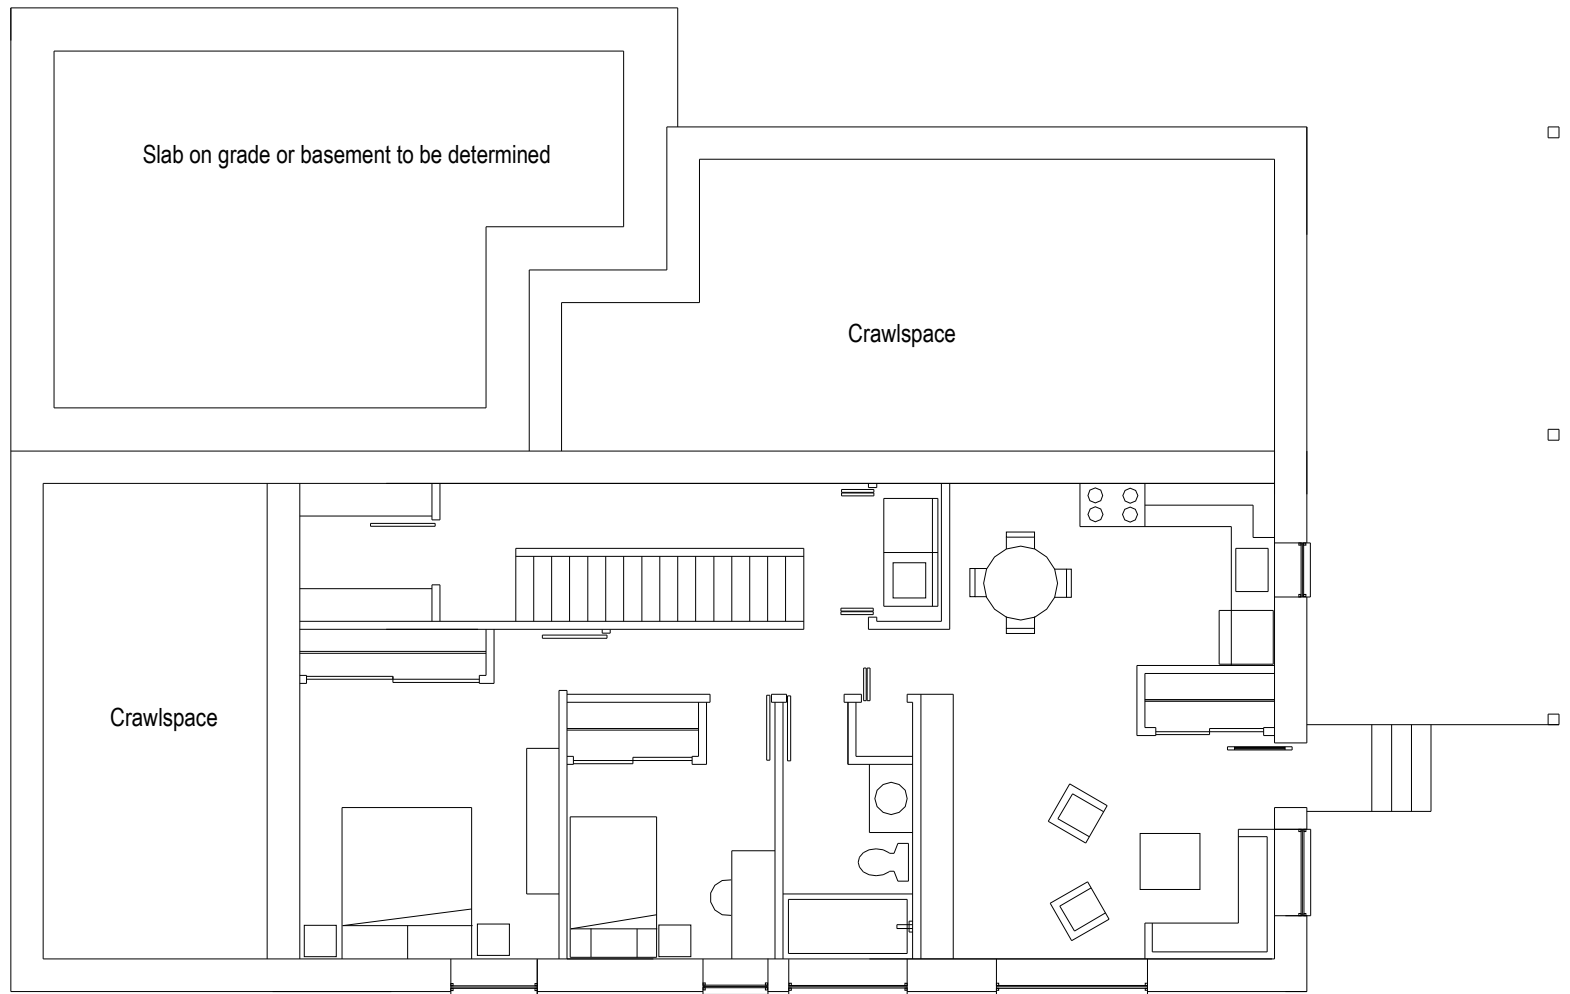 Slab on grade or basement to be determined
Crawlspace
Crawlspace